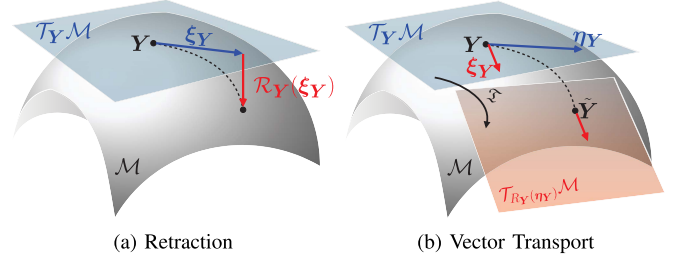 𝒯_Y ℳ
Y
ξ_Y
ℛ_Y(ξ_Y)
ℳ
(a) Retraction
𝒯_Y ℳ
Y
η_Y
ξ_Y
𝔗
Ỹ
ℳ
𝒯_{R_Y(η_Y)} ℳ
(b) Vector Transport